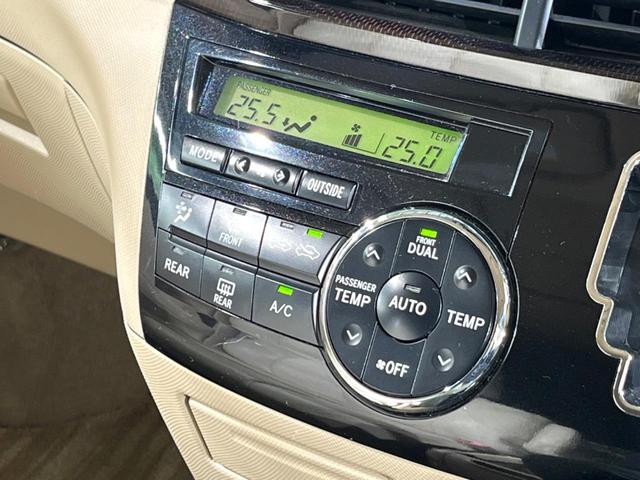 PASSENGER
25.5
TEMP
25.0
MODE
OUTSIDE
FRONT
REAR
REAR
A/C
FRONT
DUAL
PASSENGER
TEMP
AUTO
TEMP
OFF